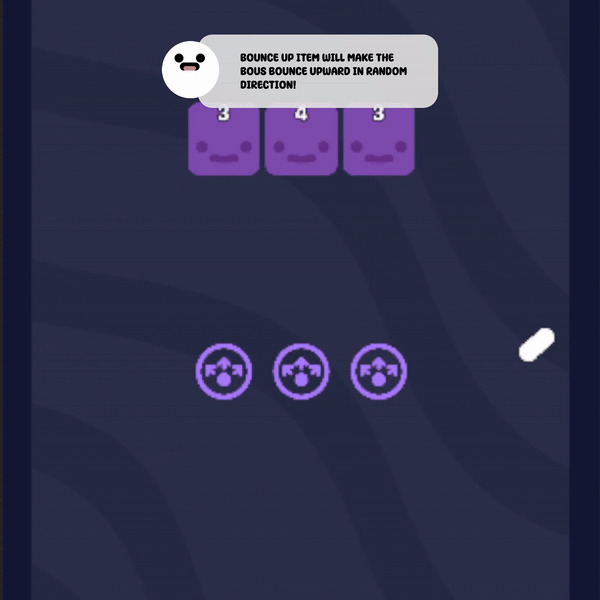 BOUNCE UP ITEM WILL MAKE THE
BOUS BOUNCE UPWARD IN RANDOM
DIRECTION!
3 4 3